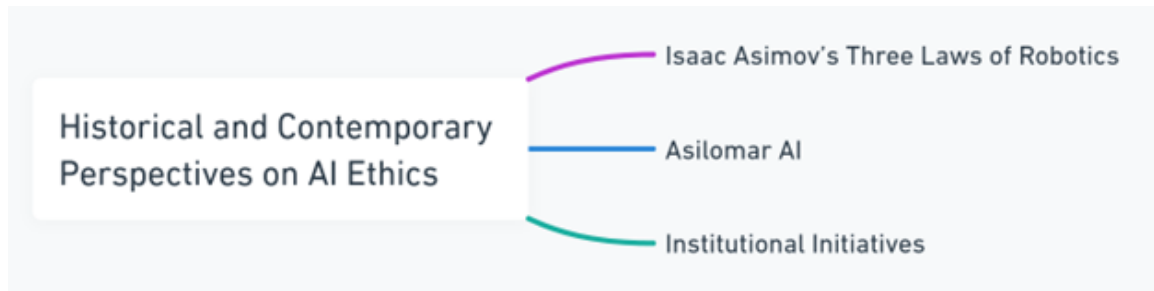 Isaac Asimov’s Three Laws of Robotics
Historical and Contemporary
Perspectives on AI Ethics
Asilomar AI
Institutional Initiatives